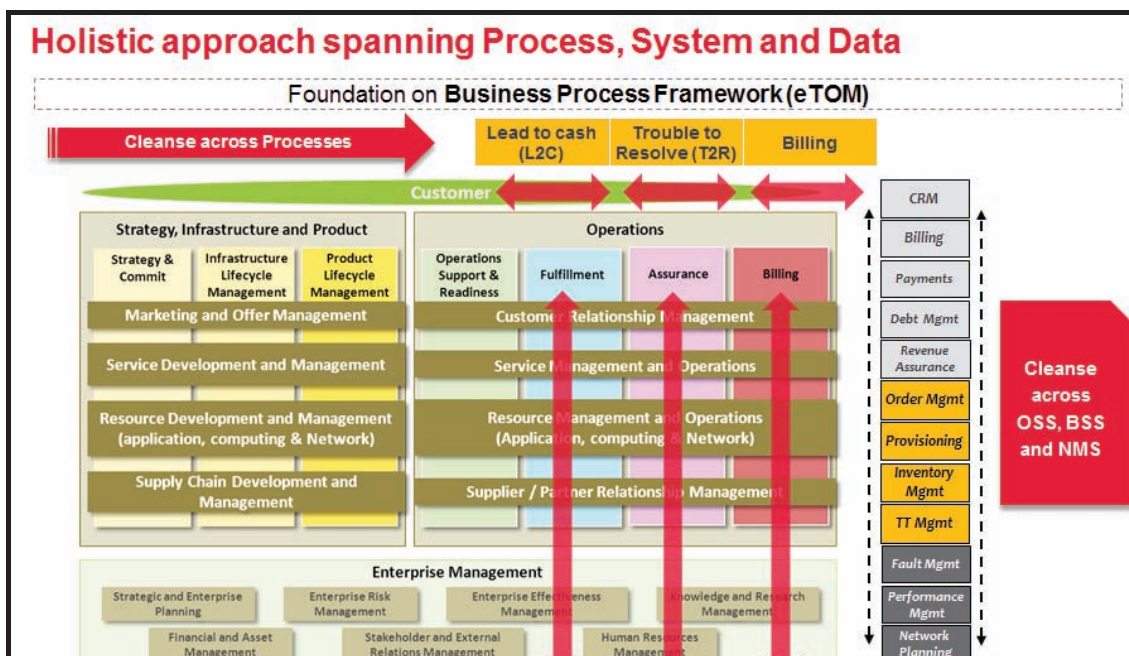 Holistic approach spanning Process, System and Data
Foundation on Business Process Framework (eTOM)
Cleanse across Processes
Lead to cash
(L2C)
Trouble to
Resolve (T2R)
Billing
Customer
Strategy, Infrastructure and Product
Strategy &
Commit
Infrastructure
Lifecycle
Management
Product
Lifecycle
Management
Marketing and Offer Management
Service Development and Management
Resource Development and Management
(application, computing & Network)
Supply Chain Development and
Management
Operations
Operations
Support &
Readiness
Fulfillment
Assurance
Billing
Customer Relationship Management
Service Management and Operations
Resource Management and Operations
(Application, computing & Network)
Supplier / Partner Relationship Management
Enterprise Management
Strategic and Enterprise
Planning
Enterprise Risk
Management
Enterprise Effectiveness
Management
Knowledge and Research
Management
Financial and Asset
Management
Stakeholder and External
Relations Management
Human Resources
Management
CRM
Billing
Payments
Debt Mgmt
Revenue
Assurance
Order Mgmt
Provisioning
Inventory
Mgmt
TT Mgmt
Fault Mgmt
Performance
Mgmt
Network
Planning
Cleanse
across
OSS, BSS
and NMS